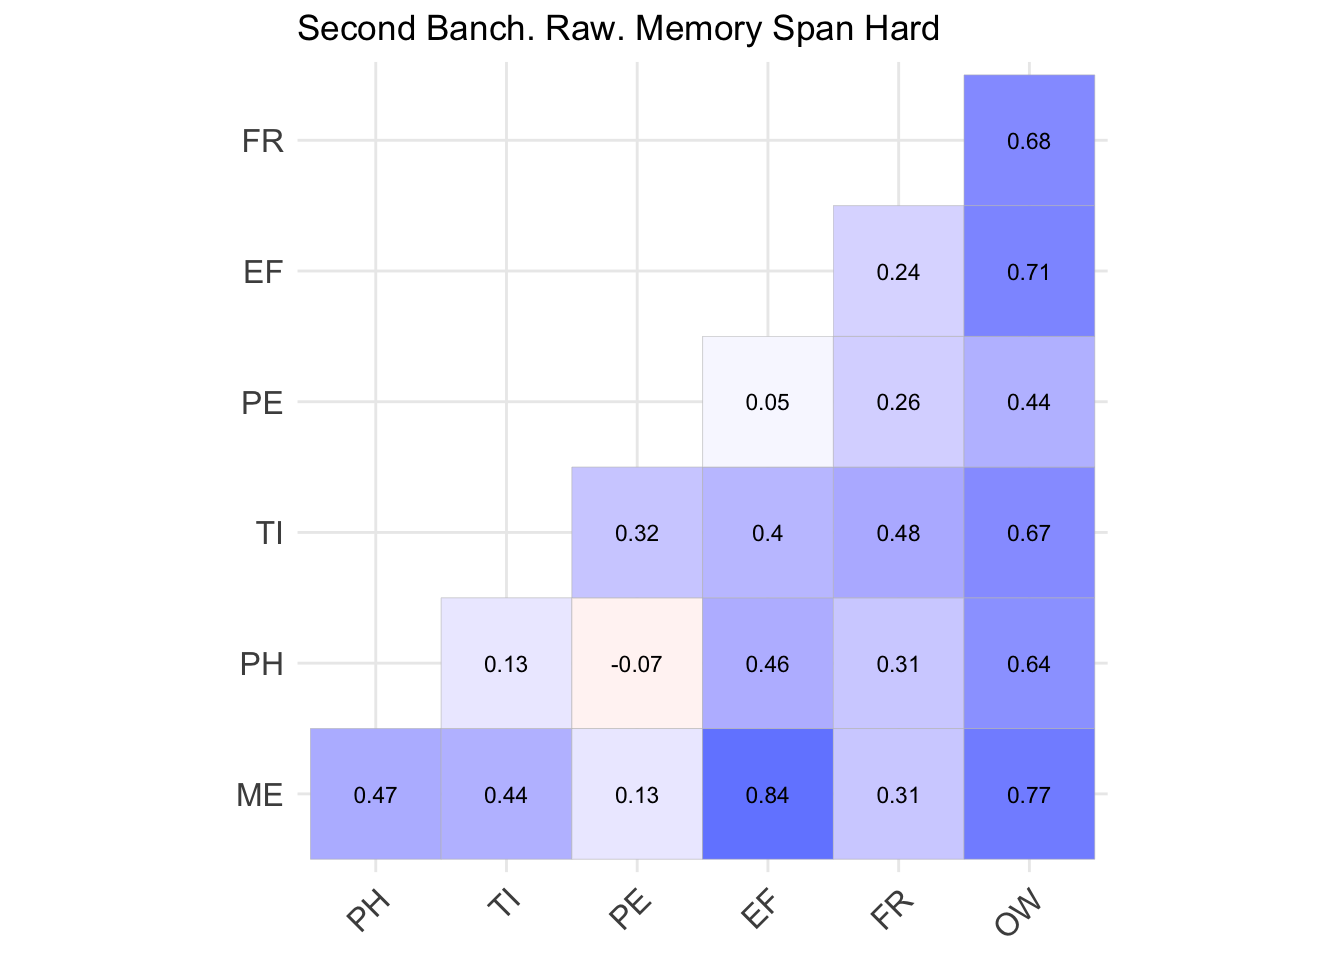 Second Banch. Raw. Memory Span Hard
FR 0.68
EF 0.24 0.71
PE 0.05 0.26 0.44
TI 0.32 0.4 0.48 0.67
PH 0.13 -0.07 0.46 0.31 0.64
ME 0.47 0.44 0.13 0.84 0.31 0.77
PH TI PE EF FR OW